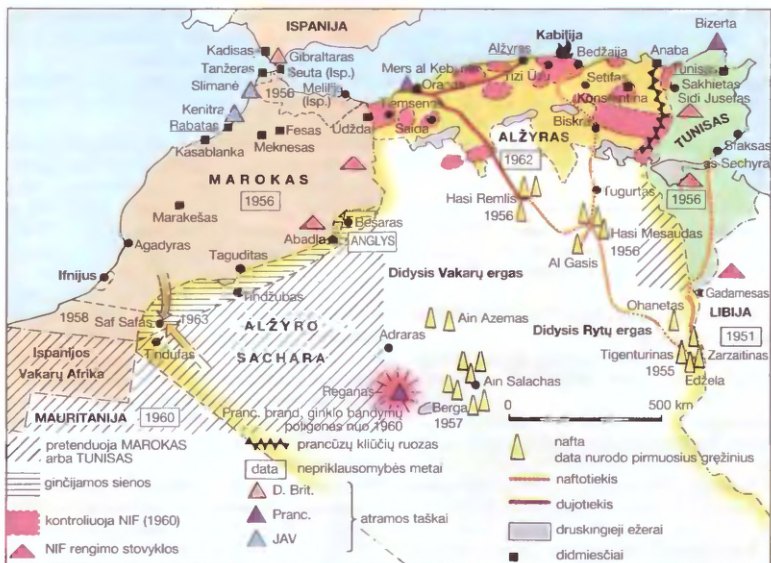 ISPANIJA
Kadisas
Gibraltaras
Tanžeras
Seuta (Isp.)
Slimanė
1956
Melilja
(Isp.)
Kenitra
Rabatas
Fesas
Udžda
Kasablanka
Meknesas
MAROKAS
1956
Marakešas
Agadyras
Ifnijus
1958
Saf Safas
1963
Tindufas
Taguditas
Tindžubas
Abadla
Bešaras
ANGLYS
Ispanijos
Vakarų Afrika
MAURITANIJA 1960
Mers al Kebiras
Oranas
Tlemsenas
Saida
Alžyras
Kabilija
Tizi Uzu
Bedžaija
Setifas
Konstantina
Anaba
Biskra
Bizerta
Tunisas
Sakhietas
Sidi Jusefas
TUNISAS
Sfaksas
as-Sechyra
1956
ALŽYRAS
1962
Hasi Remlis
1956
Tugurtas
Hasi Mesaudas
1956
Al Gasis
Didysis Vakarų ergas
Didysis Rytų ergas
Ohanetas
Gadamesas
LIBIJA
1951
Tigenturinas
1955
Zarzaitinas
Edžela
ALŽYRO
SACHARA
Adraras
Ain Azemas
Ain Salachas
Reganas
Berga
1957
Pranc. brand. ginklo bandymų
poligonas nuo 1960
0 500 km
pretenduoja MAROKAS
arba TUNISAS
ginčijamos sienos
kontroliuoja NIF (1960)
NIF rengimo stovyklos
prancūzų kliūčių ruozas
data nepriklausomybės metai
D. Brit.
Pranc.
JAV
atramos taškai
nafta
data nurodo pirmuosius gręžinius
naftotiekis
dujotiekis
druskingieji ežerai
didmiesčiai